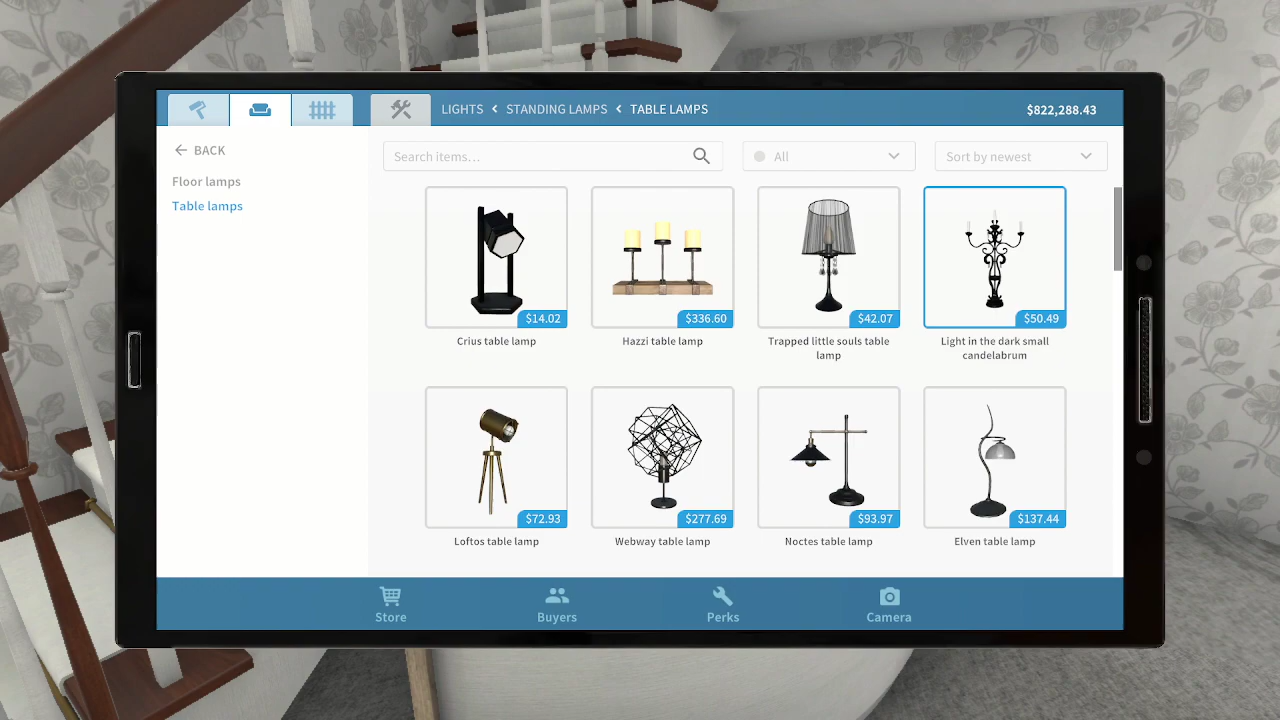 LIGHTS < STANDING LAMPS < TABLE LAMPS
$822,288.43
BACK
Floor lamps
Table lamps
Search items...
All
Sort by newest
$14.02
$336.60
$42.07
$50.49
Crius table lamp
Hazzi table lamp
Trapped little souls table
lamp
Light in the dark small
candelabrum
$72.93
$277.69
$93.97
$137.44
Loftos table lamp
Webway table lamp
Noctes table lamp
Elven table lamp
Store
Buyers
Perks
Camera